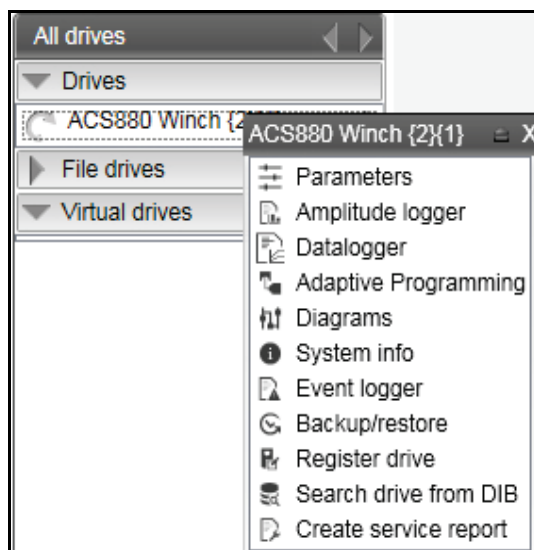 All drives
Drives
ACS880 Winch {2
File drives
Virtual drives
ACS880 Winch {2}{1} X
Parameters
Amplitude logger
Datalogger
Adaptive Programming
Diagrams
System info
Event logger
Backup/restore
Register drive
Search drive from DIB
Create service report